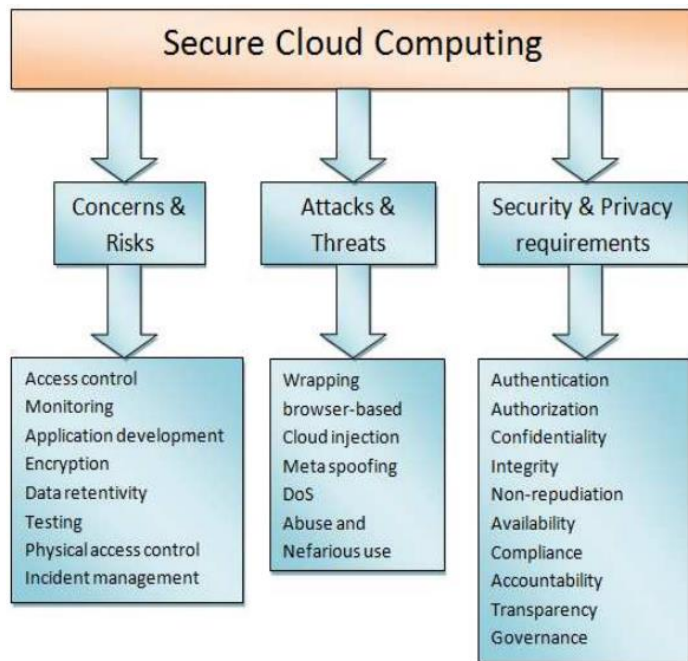 Secure Cloud Computing
Concerns &
Risks
Attacks &
Threats
Security & Privacy
requirements
Access control
Monitoring
Application development
Encryption
Data retentivity
Testing
Physical access control
Incident management
Wrapping
browser-based
Cloud injection
Meta spoofing
DoS
Abuse and
Nefarious use
Authentication
Authorization
Confidentiality
Integrity
Non-repudiation
Availability
Compliance
Accountability
Transparency
Governance